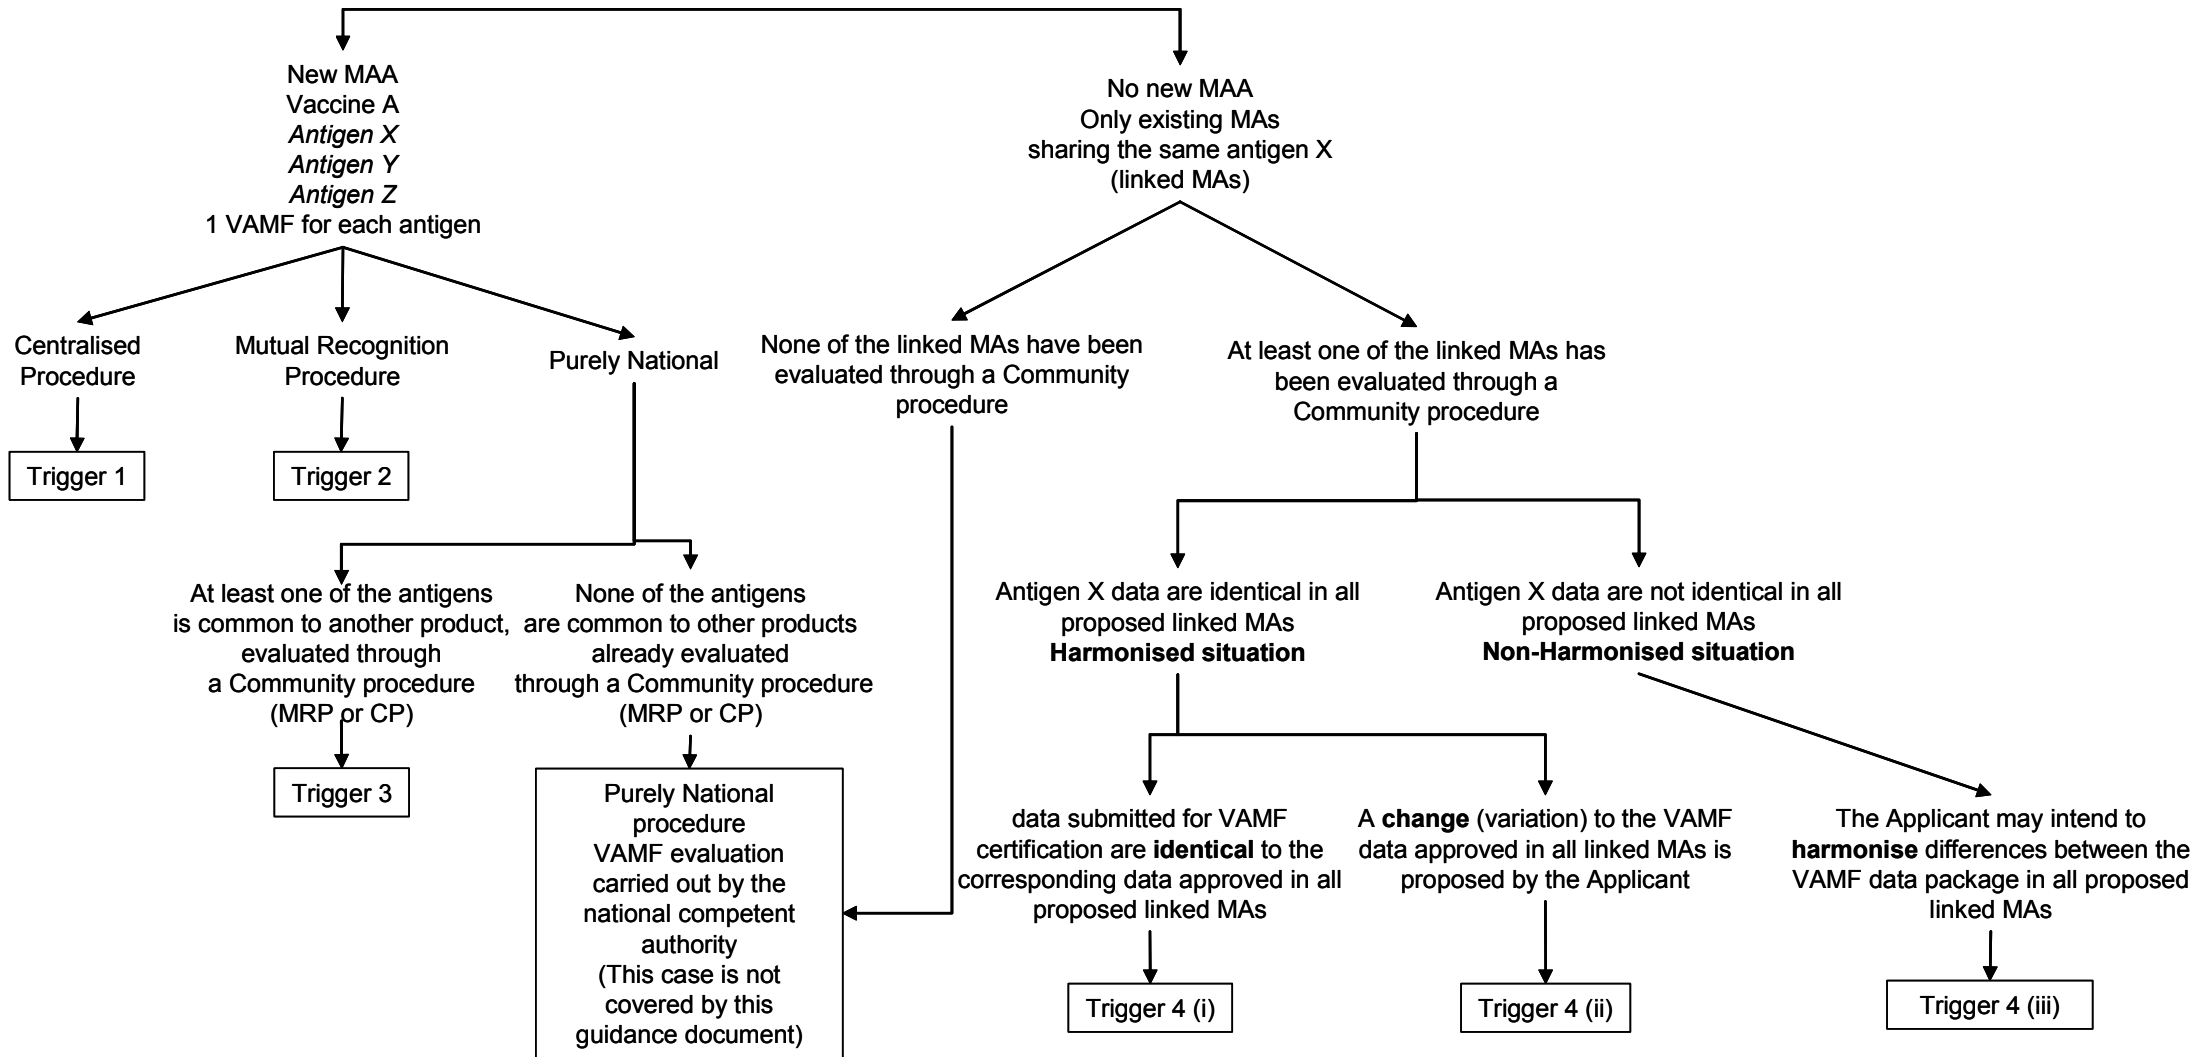 New MAA
Vaccine A
Antigen X
Antigen Y
Antigen Z
1 VAMF for each antigen
No new MAA
Only existing MAs
sharing the same antigen X
(linked MAs)
Centralised
Procedure
Mutual Recognition
Procedure
Purely National
None of the linked MAs have been
evaluated through a Community
procedure
At least one of the linked MAs has
been evaluated through a
Community procedure
Trigger 1
Trigger 2
At least one of the antigens
is common to another product,
evaluated through
a Community procedure
(MRP or CP)
None of the antigens
are common to other products
already evaluated
through a Community procedure
(MRP or CP)
Antigen X data are identical in all
proposed linked MAs
Harmonised situation
Antigen X data are not identical in all
proposed linked MAs
Non-Harmonised situation
Trigger 3
Purely National
procedure
VAMF evaluation
carried out by the
national competent
authority
(This case is not
covered by this
guidance document)
data submitted for VAMF
certification are identical to the
corresponding data approved in all
proposed linked MAs
A change (variation) to the VAMF
data approved in all linked MAs is
proposed by the Applicant
The Applicant may intend to
harmonise differences between the
VAMF data package in all proposed
linked MAs
Trigger 4 (i)
Trigger 4 (ii)
Trigger 4 (iii)